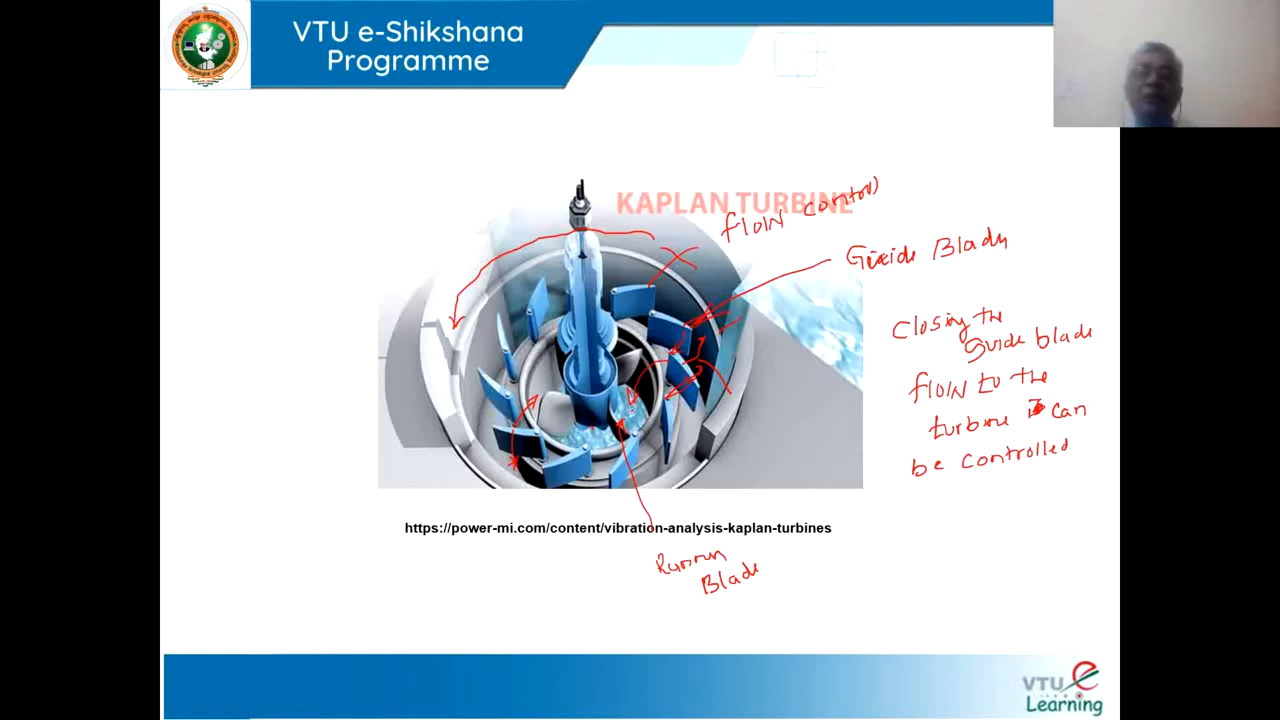 VTU e-Shikshana
Programme
KAPLAN TURBINE
flow control
Guide Blade
Closing the
guide blade
flow to the
turbine can
be controlled
https://power-mi.com/content/vibration-analysis-kaplan-turbines
Runner
Blade
VTU e
Learning